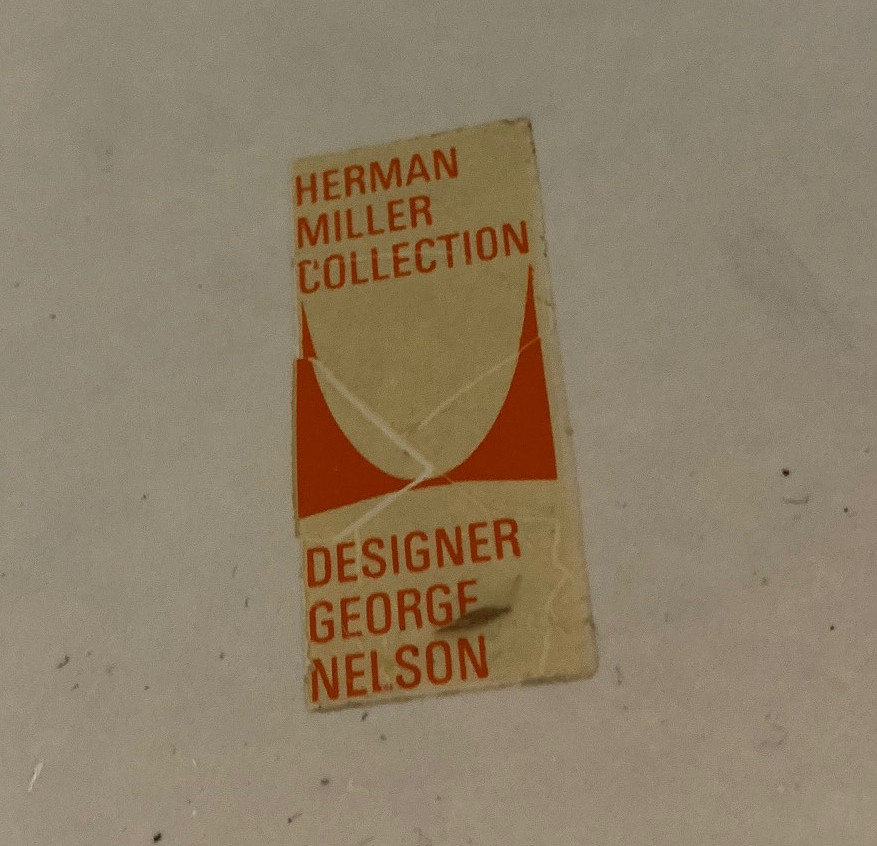 HERMAN
MILLER
COLLECTION
DESIGNER
GEORGE
NELSON